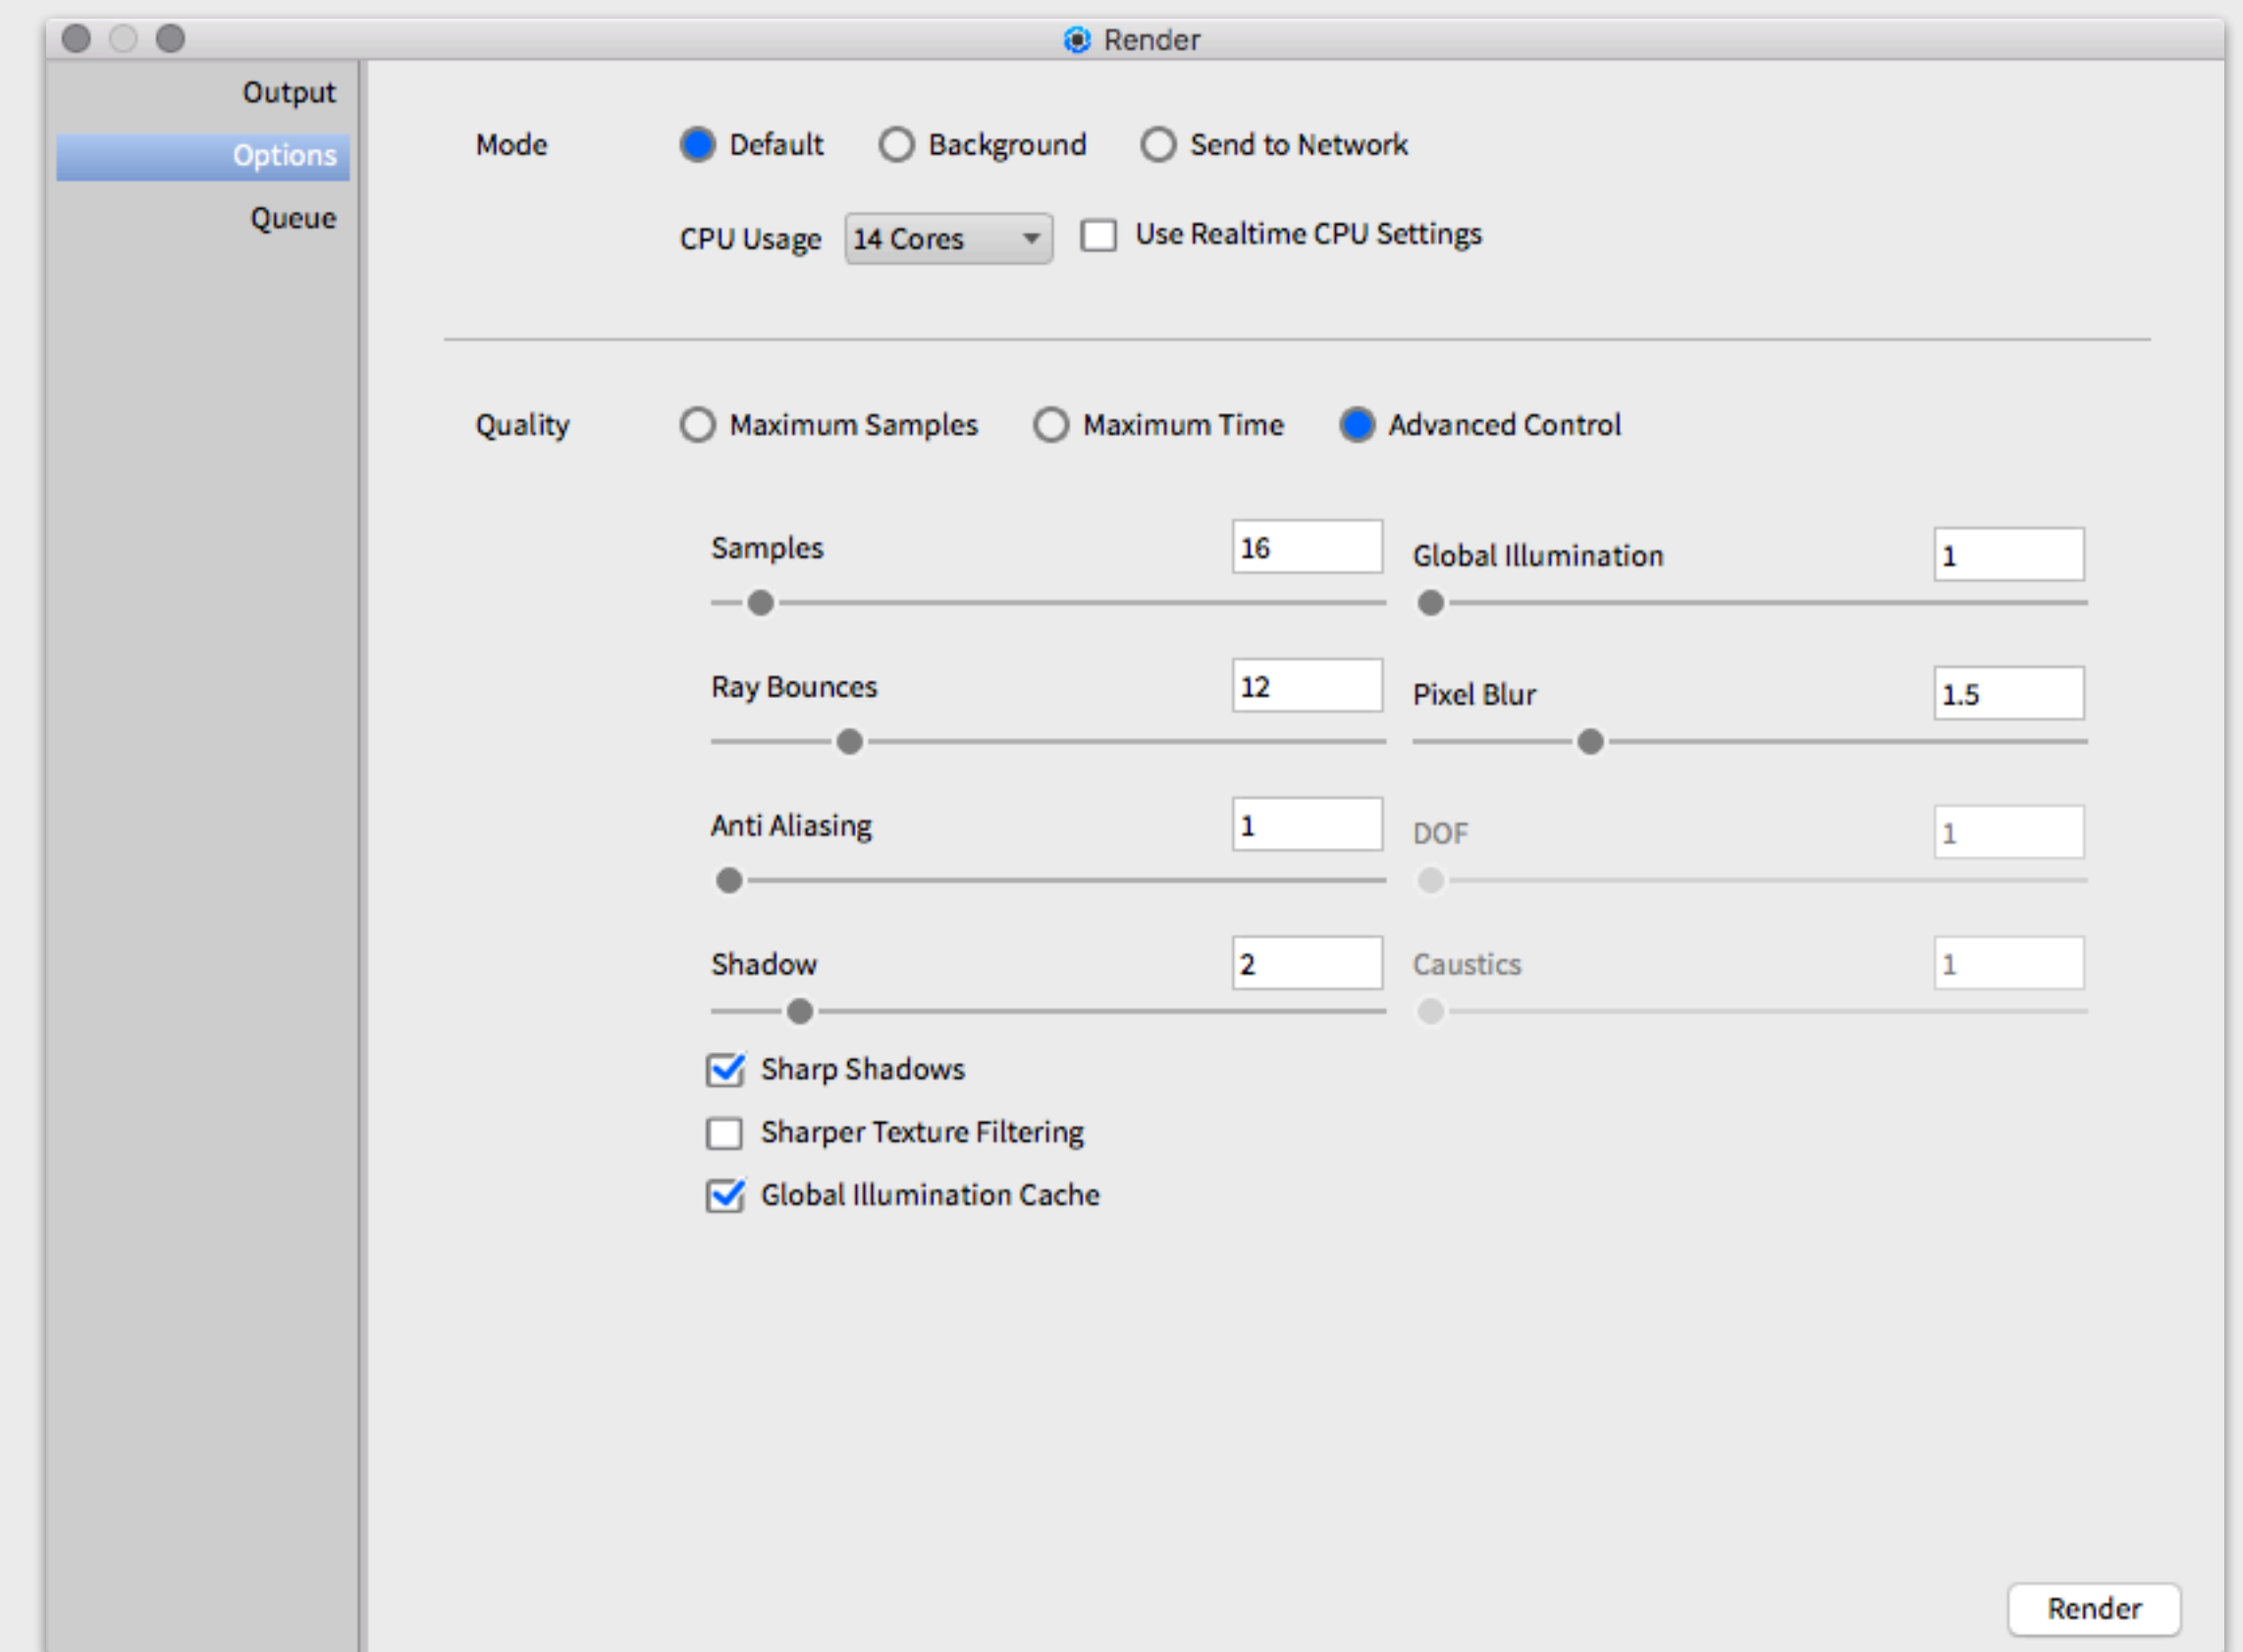 Render
Output
Options
Queue
Mode Default Background Send to Network
CPU Usage 14 Cores Use Realtime CPU Settings
Quality Maximum Samples Maximum Time Advanced Control
Samples 16 Global Illumination 1
Ray Bounces 12 Pixel Blur 1.5
Anti Aliasing 1 DOF 1
Shadow 2 Caustics 1
Sharp Shadows
Sharper Texture Filtering
Global Illumination Cache
Render